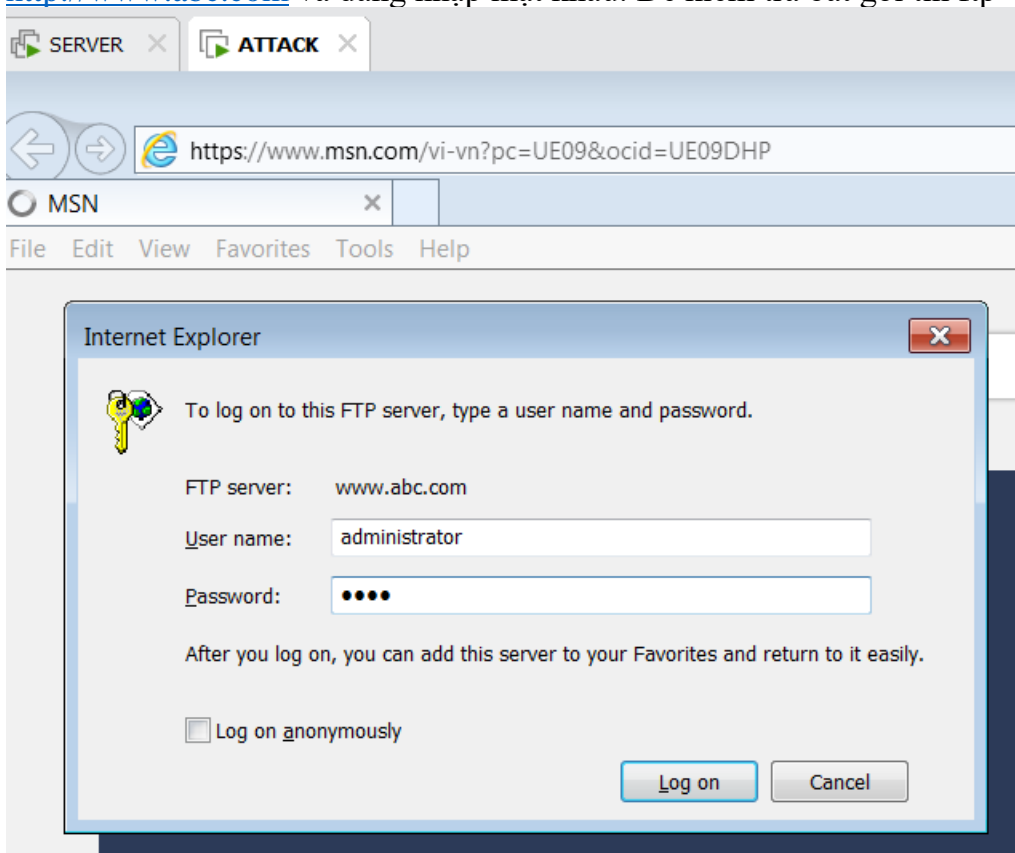 SERVER ATTACK
https://www.msn.com/vi-vn?pc=UE09&ocid=UE09DHP
MSN
File Edit View Favorites Tools Help
Internet Explorer
To log on to this FTP server, type a user name and password.
FTP server: www.abc.com
User name: administrator
Password: ••••
After you log on, you can add this server to your Favorites and return to it easily.
Log on anonymously
Log on Cancel